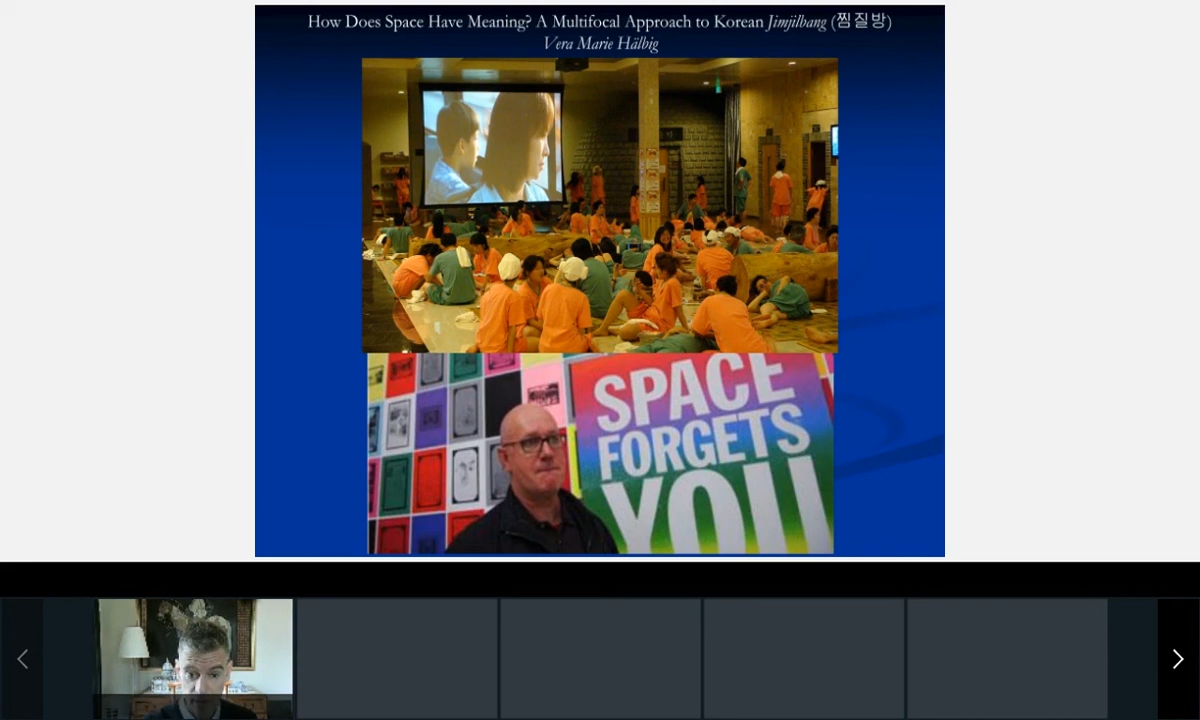 How Does Space Have Meaning? A Multifocal Approach to Korean Jimjilbang (찜질방)
Vera Marie Hälbig
SPACE
FORGETS
YOU